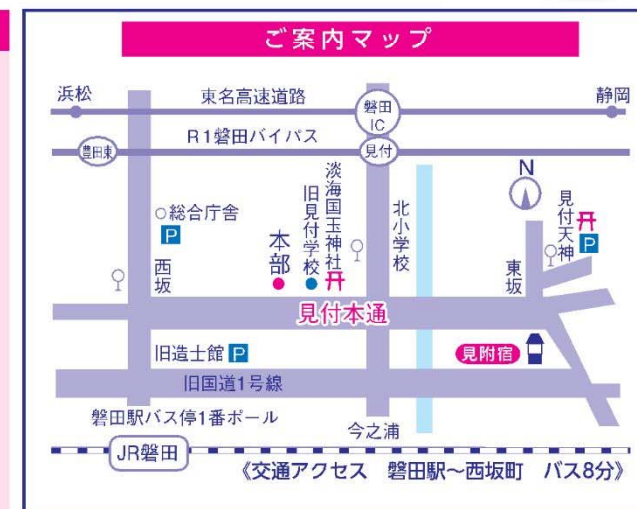 ご案内マップ
浜松
東名高速道路
磐田
IC
静岡
R1磐田バイパス
豊田東
見付
N
総合庁舎
P
西坂
本部
旧見付学校
淡海国玉神社
北小学校
東坂
見付天神
P
見付本通
旧造士館 P
見附宿
旧国道1号線
磐田駅バス停1番ポール
今之浦
JR磐田
《交通アクセス 磐田駅～西坂町 バス8分》